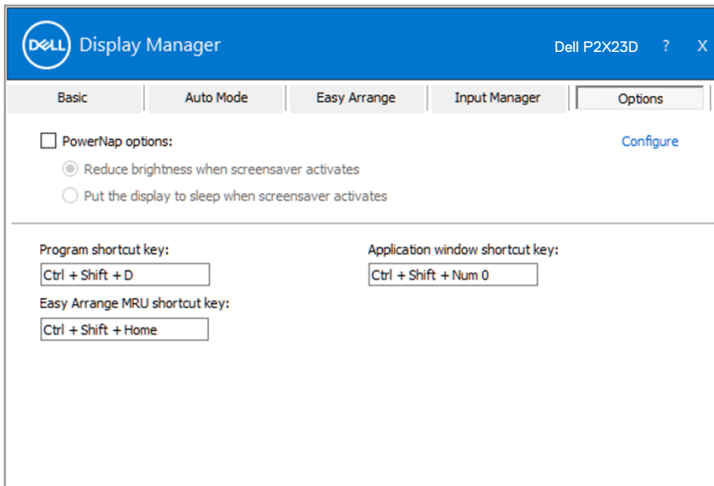 DELL Display Manager Dell P2X23D ? X
Basic Auto Mode Easy Arrange Input Manager Options
PowerNap options: Configure
Reduce brightness when screensaver activates
Put the display to sleep when screensaver activates
Program shortcut key: Application window shortcut key:
Ctrl + Shift + D Ctrl + Shift + Num 0
Easy Arrange MRU shortcut key:
Ctrl + Shift + Home